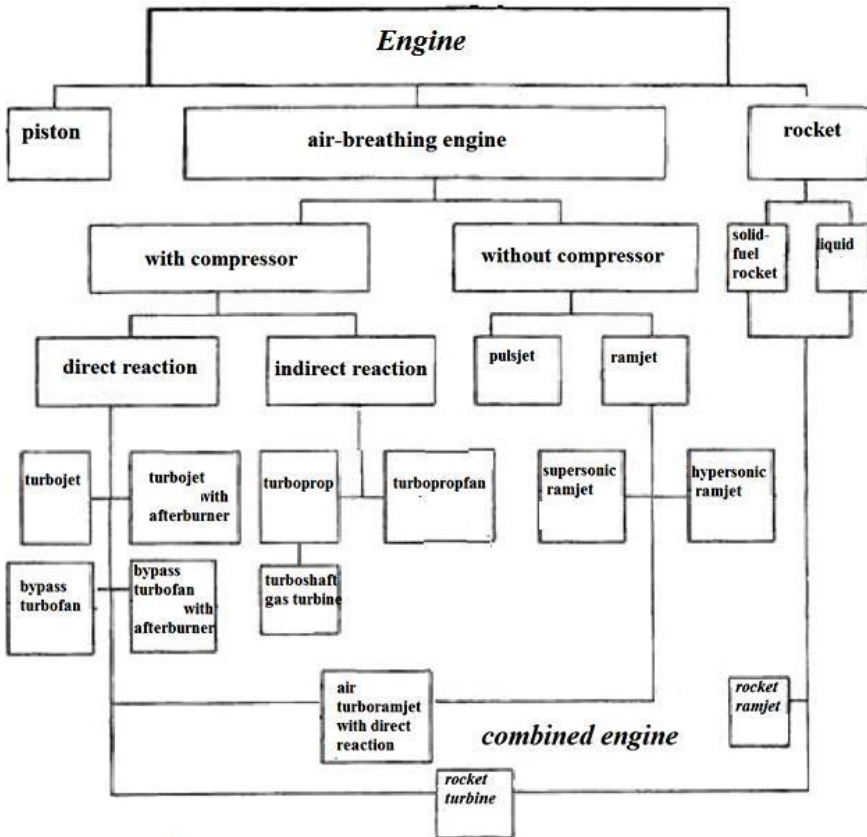 Engine
piston
air-breathing engine
rocket
with compressor
without compressor
solid-
fuel
rocket
liquid
direct reaction
indirect reaction
pulsjet
ramjet
turbojet
turbojet
with
afterburner
turboprop
turbopropfan
supersonic
ramjet
hypersonic
ramjet
bypass
turbofan
bypass
turbofan
with
afterburner
turboshaft
gas turbine
air
turboramjet
with direct
reaction
rocket
ramjet
combined engine
rocket
turbine